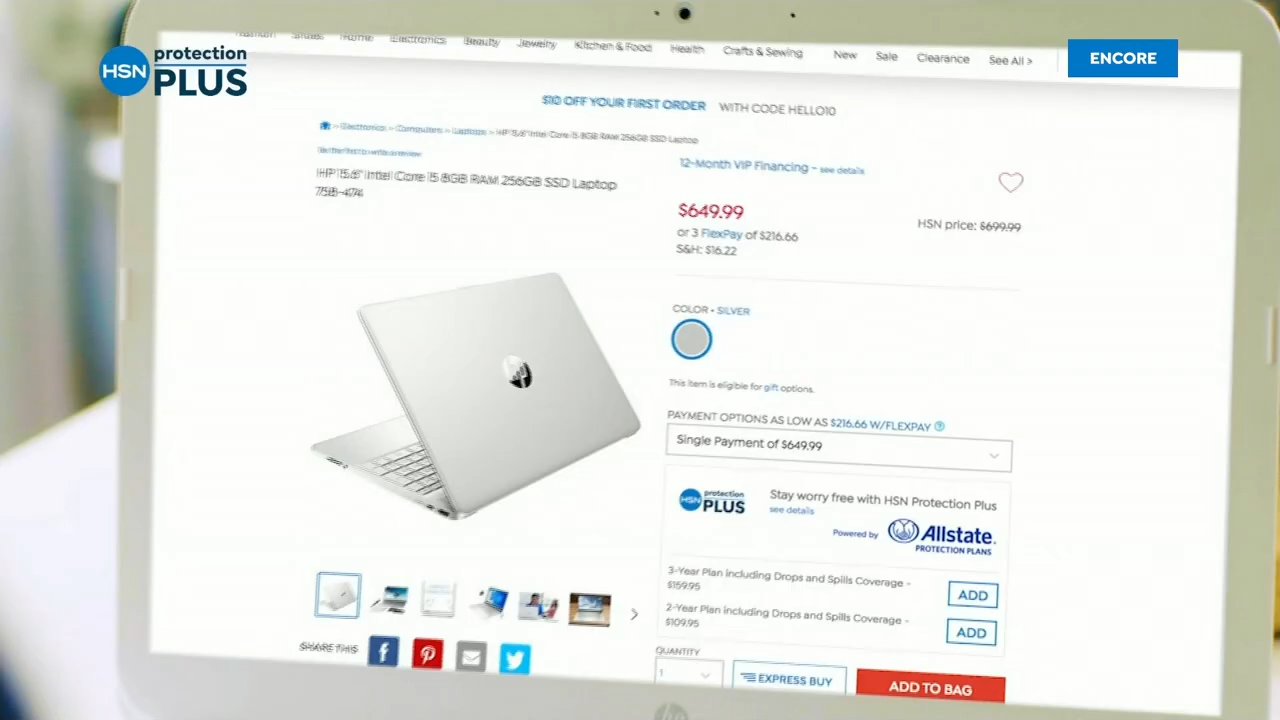 HSN protection PLUS
ENCORE
Fashion Shoes Home Electronics Beauty Jewelry Kitchen & Food Health Crafts & Sewing New Sale Clearance See All >
$10 OFF YOUR FIRST ORDER WITH CODE HELLO10
> Electronics > Computers > Laptops > HP 15.6" Intel Core i5 8GB RAM 256GB SSD Laptop
Be the first to write a review
HP 15.6" Intel Core i5 8GB RAM 256GB SSD Laptop
12-Month VIP Financing - see details
$649.99
HSN price: $699.99
or 3 FlexPay of $216.66
S&H: $16.22
COLOR • SILVER
This item is eligible for gift options.
PAYMENT OPTIONS AS LOW AS $216.66 W/FLEXPAY ?
Single Payment of $649.99
HSN protection PLUS
Stay worry free with HSN Protection Plus
see details
Powered by Allstate.
PROTECTION PLANS
3-Year Plan including Drops and Spills Coverage -
$159.95
ADD
2-Year Plan including Drops and Spills Coverage -
$109.95
ADD
SHARE THIS
QUANTITY
1
EXPRESS BUY
ADD TO BAG
hp